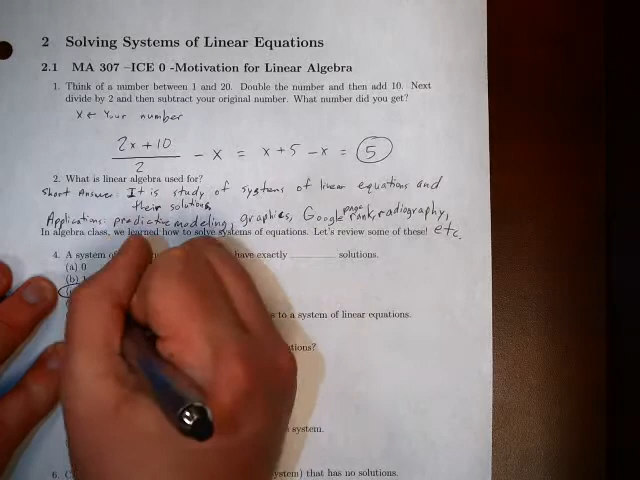 2 Solving Systems of Linear Equations
2.1 MA 307 –ICE 0 -Motivation for Linear Algebra
1. Think of a number between 1 and 20. Double the number and then add 10. Next
divide by 2 and then subtract your original number. What number did you get?
x ← Your number
(2x + 10)/2 - x = x + 5 - x = 5
2. What is linear algebra used for?
Short Answer: It is study of systems of linear equations and
their solutions
Applications: predictive modeling, graphics, Google page rank, radiography,
In algebra class, we learned how to solve systems of equations. Let's review some of these! etc.
4. A system have exactly ________ solutions.
(a) 0
(b)
s to a system of linear equations.
system.
6. ystem) that has no solutions.